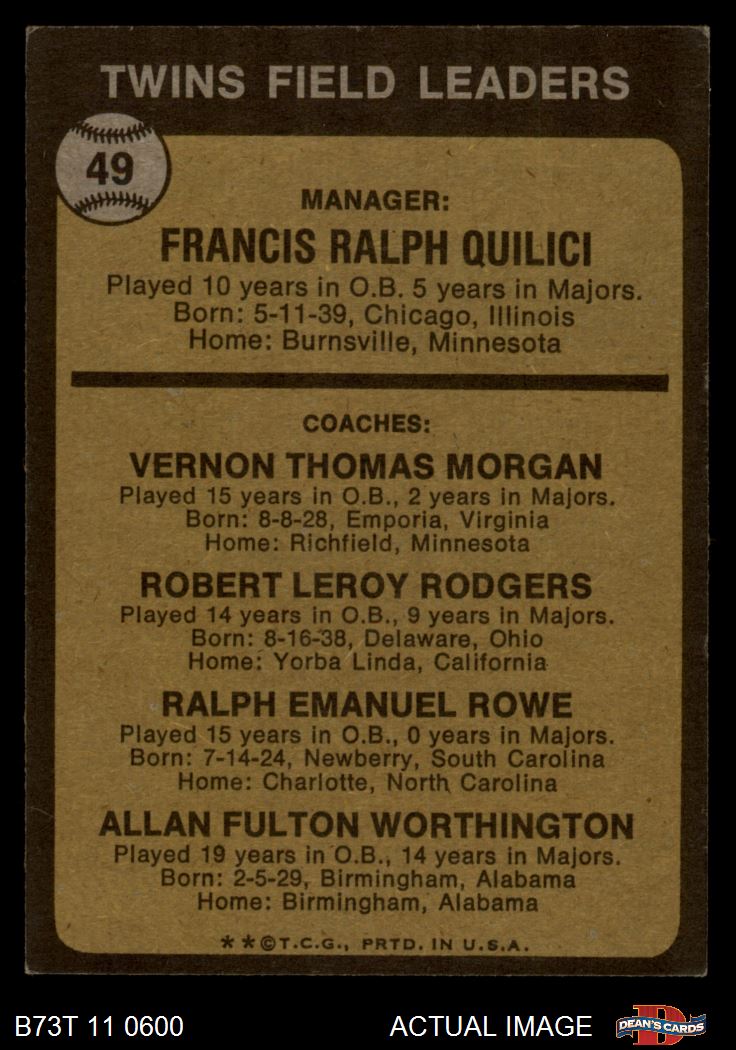 TWINS FIELD LEADERS
49
MANAGER:
FRANCIS RALPH QUILICI
Played 10 years in O.B. 5 years in Majors.
Born: 5-11-39, Chicago, Illinois
Home: Burnsville, Minnesota
COACHES:
VERNON THOMAS MORGAN
Played 15 years in O.B., 2 years in Majors.
Born: 8-8-28, Emporia, Virginia
Home: Richfield, Minnesota
ROBERT LEROY RODGERS
Played 14 years in O.B., 9 years in Majors.
Born: 8-16-38, Delaware, Ohio
Home: Yorba Linda, California
RALPH EMANUEL ROWE
Played 15 years in O.B., 0 years in Majors.
Born: 7-14-24, Newberry, South Carolina
Home: Charlotte, North Carolina
ALLAN FULTON WORTHINGTON
Played 19 years in O.B., 14 years in Majors.
Born: 2-5-29, Birmingham, Alabama
Home: Birmingham, Alabama
* * © T.C.G., PRTD. IN U.S.A.
B73T 11 0600 ACTUAL IMAGE D DEAN'S CARDS